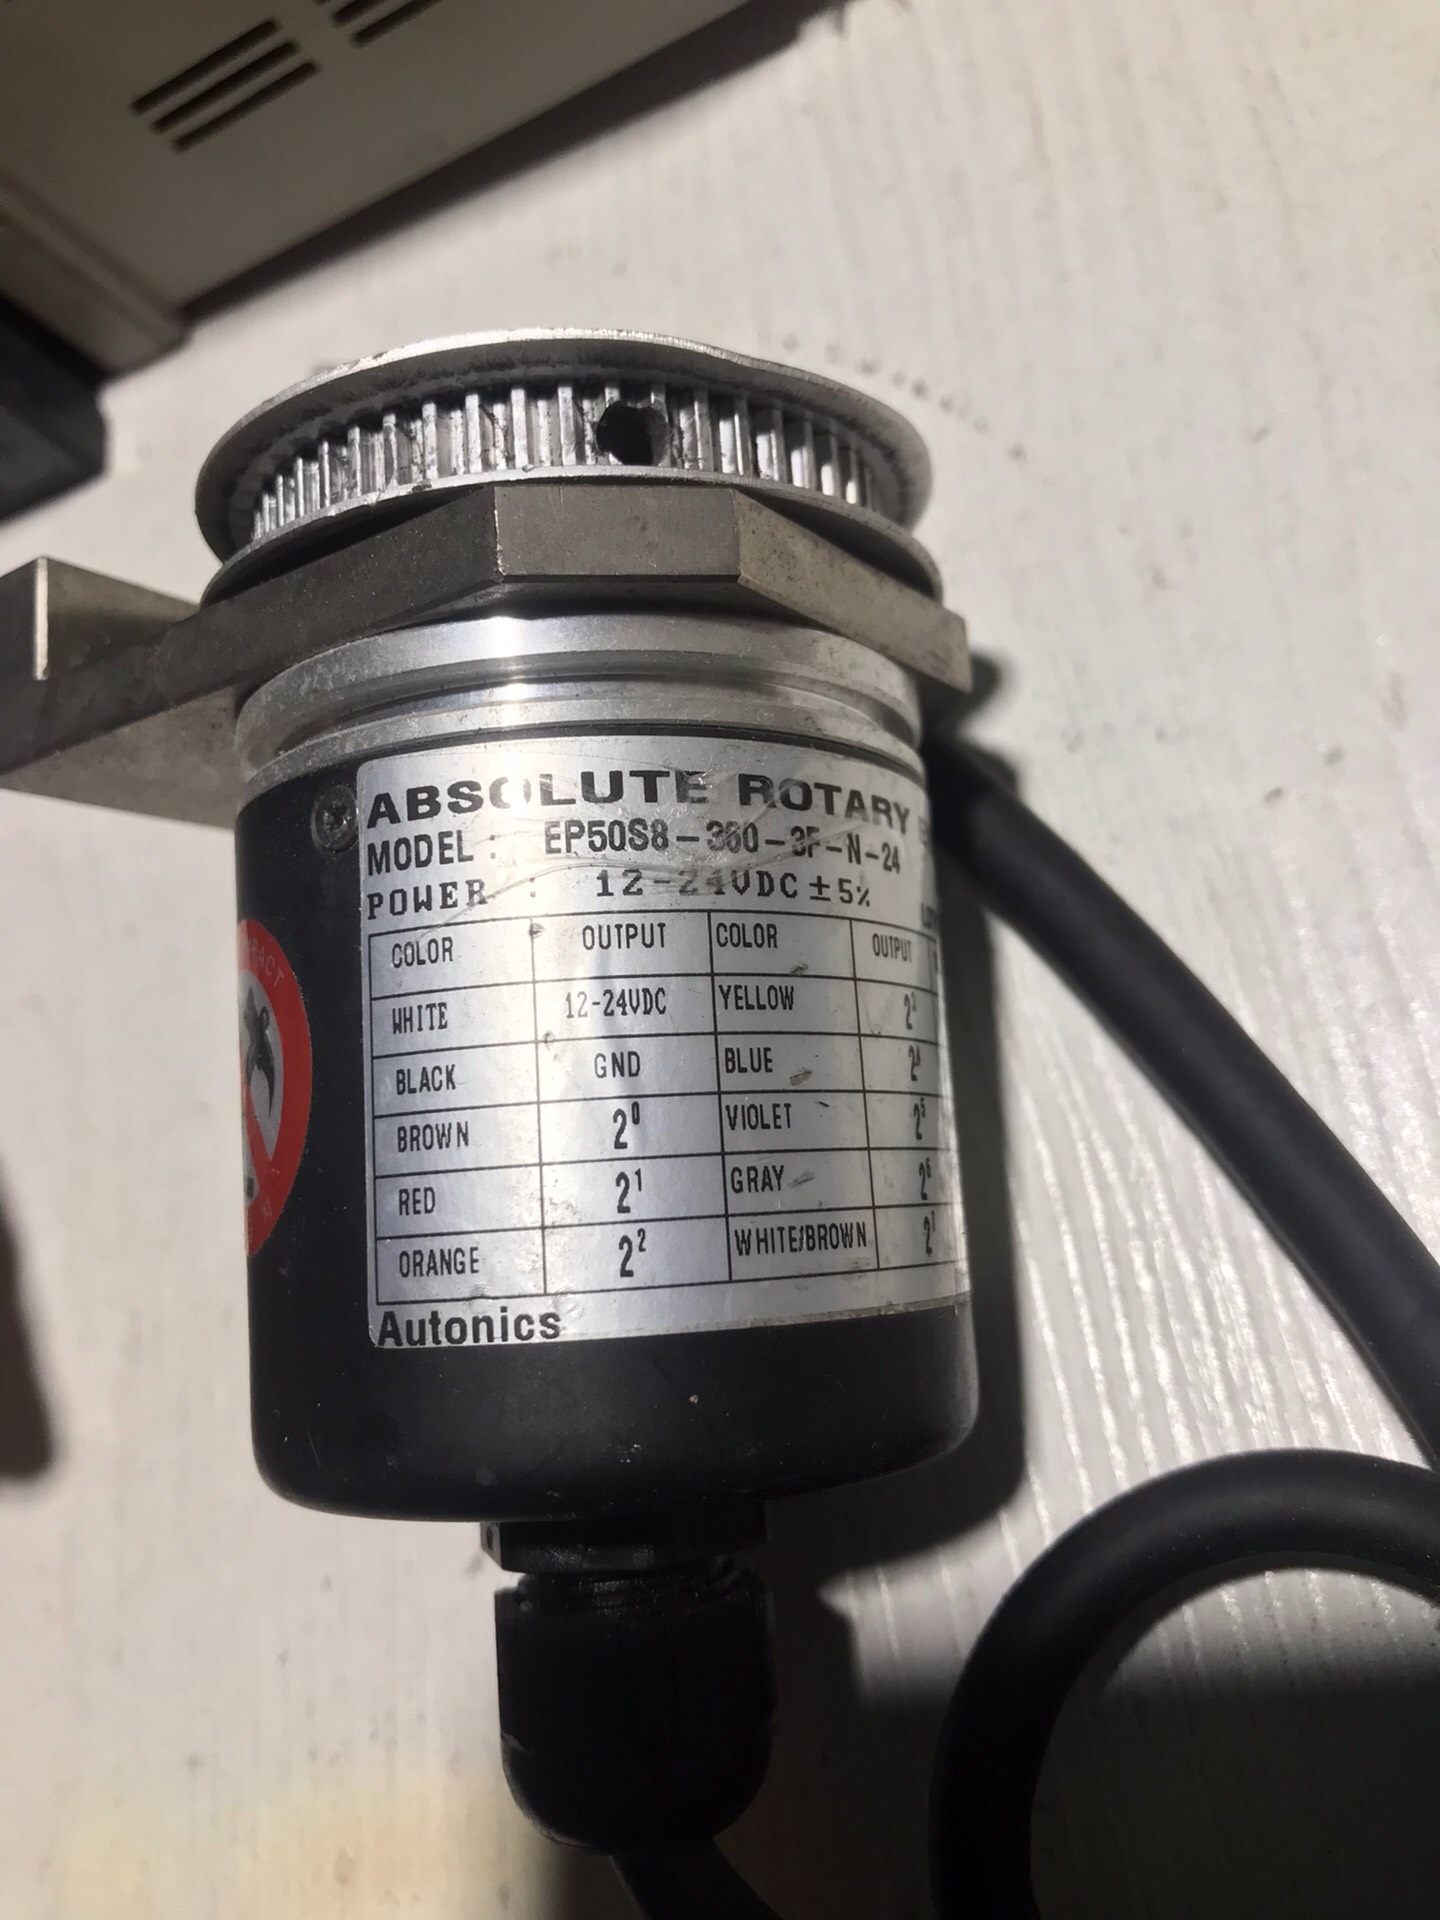 ABSOLUTE ROTARY
MODEL : EP50S8-360-3F-N-24
POWER : 12-24VDC ±5%
COLOR OUTPUT COLOR OUTPUT
WHITE 12-24VDC YELLOW 2³
BLACK GND BLUE 2⁴
BROWN 2⁰ VIOLET 2⁵
RED 2¹ GRAY 2⁶
ORANGE 2² WHITE/BROWN 2⁷
Autonics